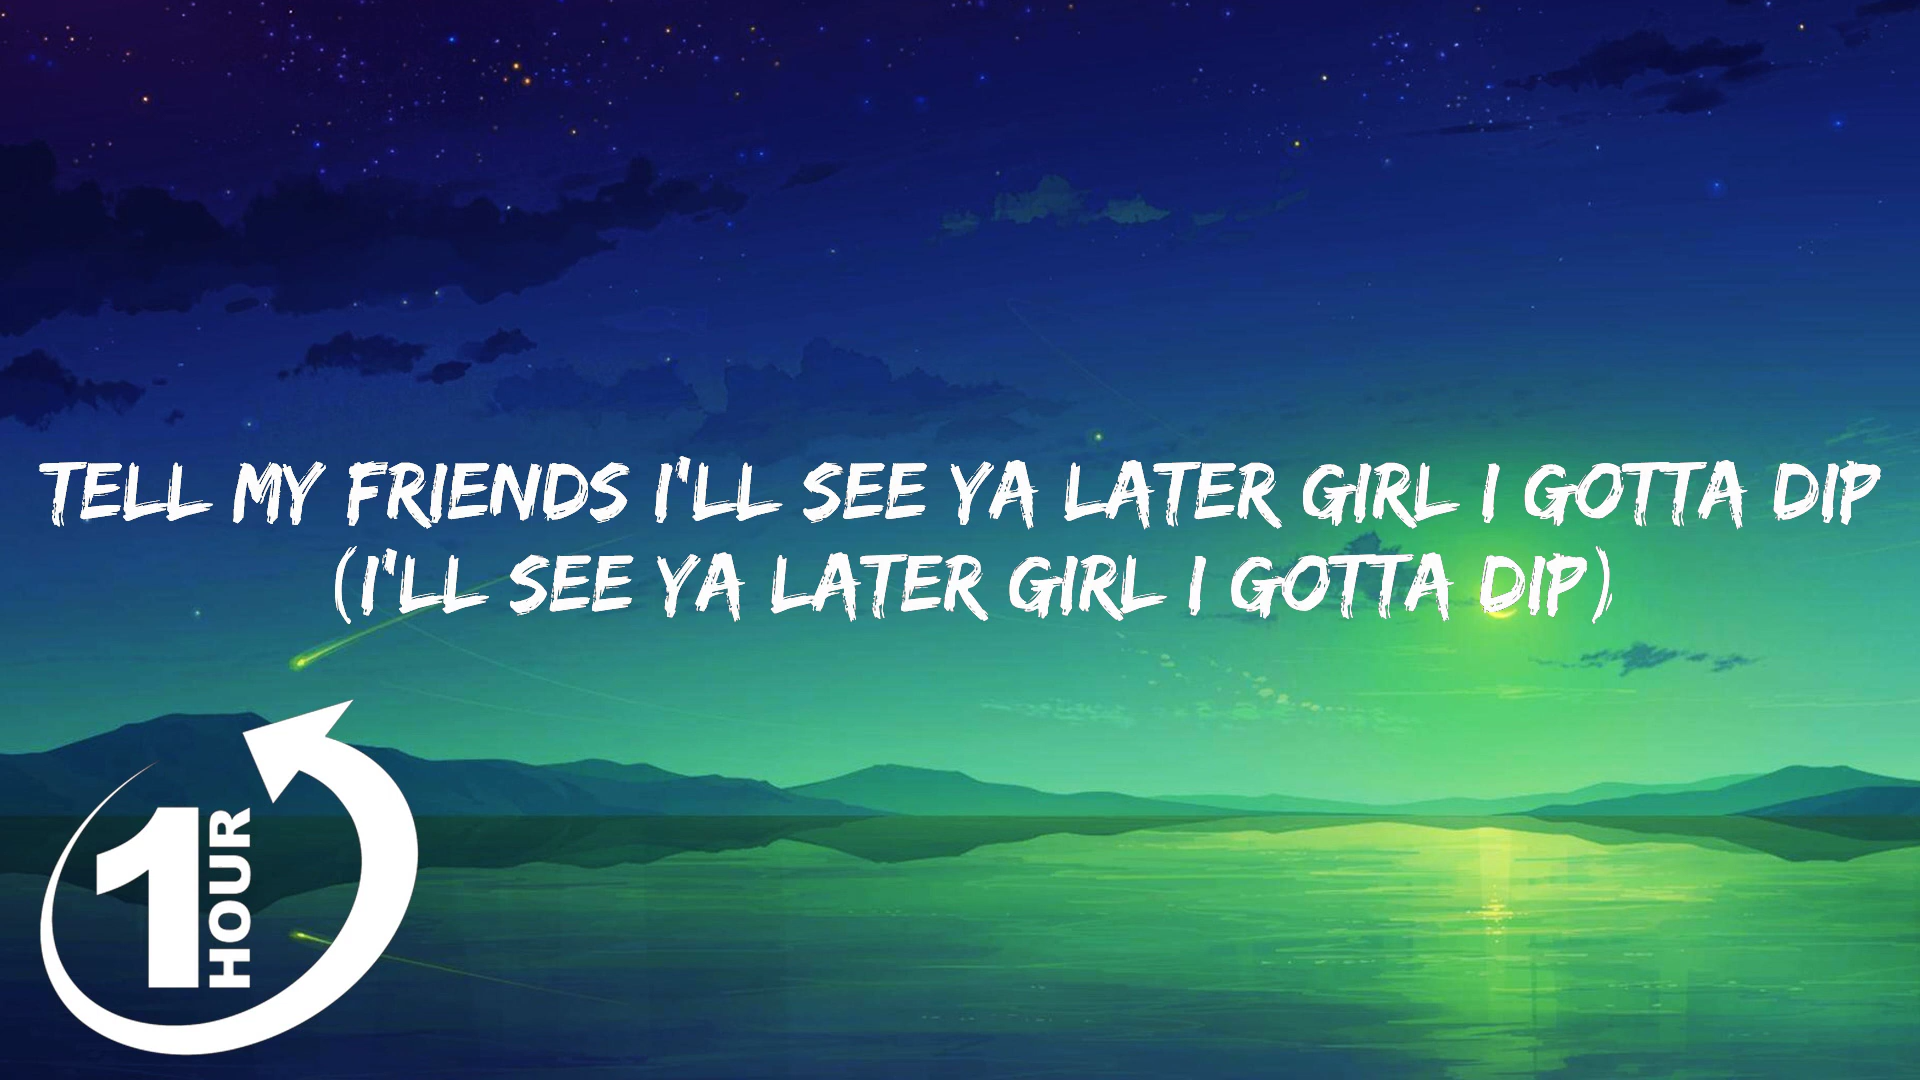 TELL MY FRIENDS I'LL SEE YA LATER GIRL I GOTTA DIP
(I'LL SEE YA LATER GIRL I GOTTA DIP)
1 HOUR